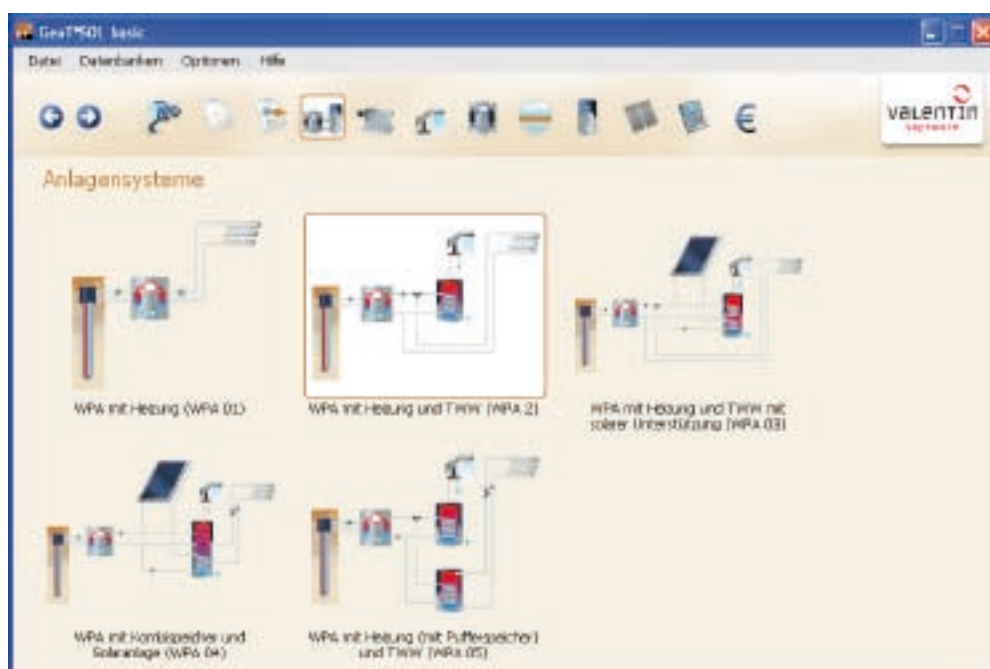 GeoT*SOL basic
Datei Datenbanken Optionen Hilfe
valentin
software
Anlagensysteme
WPA mit Heizung (WPA 01)
WPA mit Heizung und TWW (WPA 2)
WPA mit Heizung und TWW mit
solarer Unterstützung (WPA 03)
WPA mit Kombispeicher und
Solaranlage (WPA 04)
WPA mit Heizung (mit Pufferspeicher)
und TWW (WPA 05)